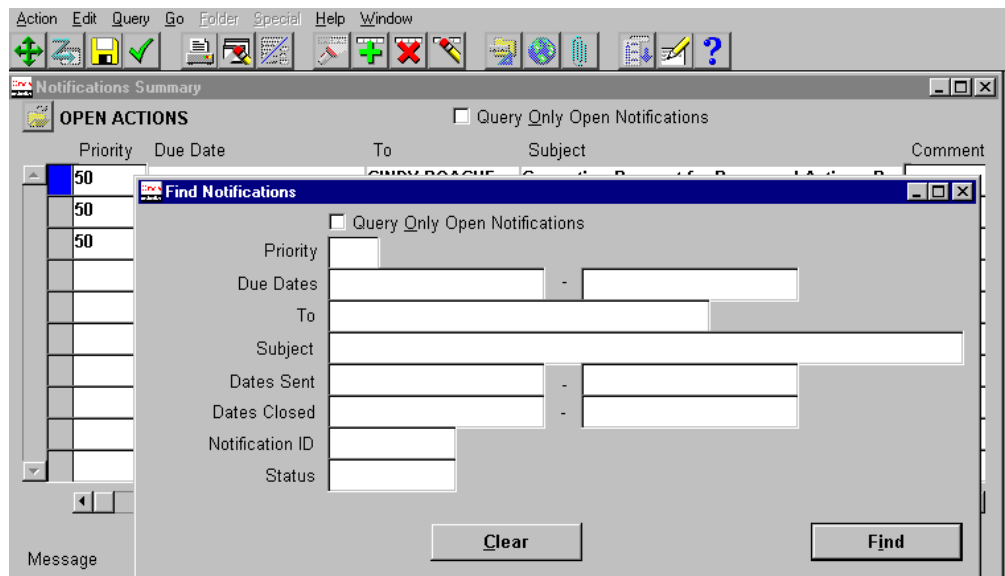 Action Edit Query Go Folder Special Help Window
Notifications Summary
OPEN ACTIONS
Query Only Open Notifications
Priority Due Date To Subject Comment
50
Find Notifications
50
Query Only Open Notifications
50
Priority
Due Dates -
To
Subject
Dates Sent -
Dates Closed -
Notification ID
Status
Clear Find
Message